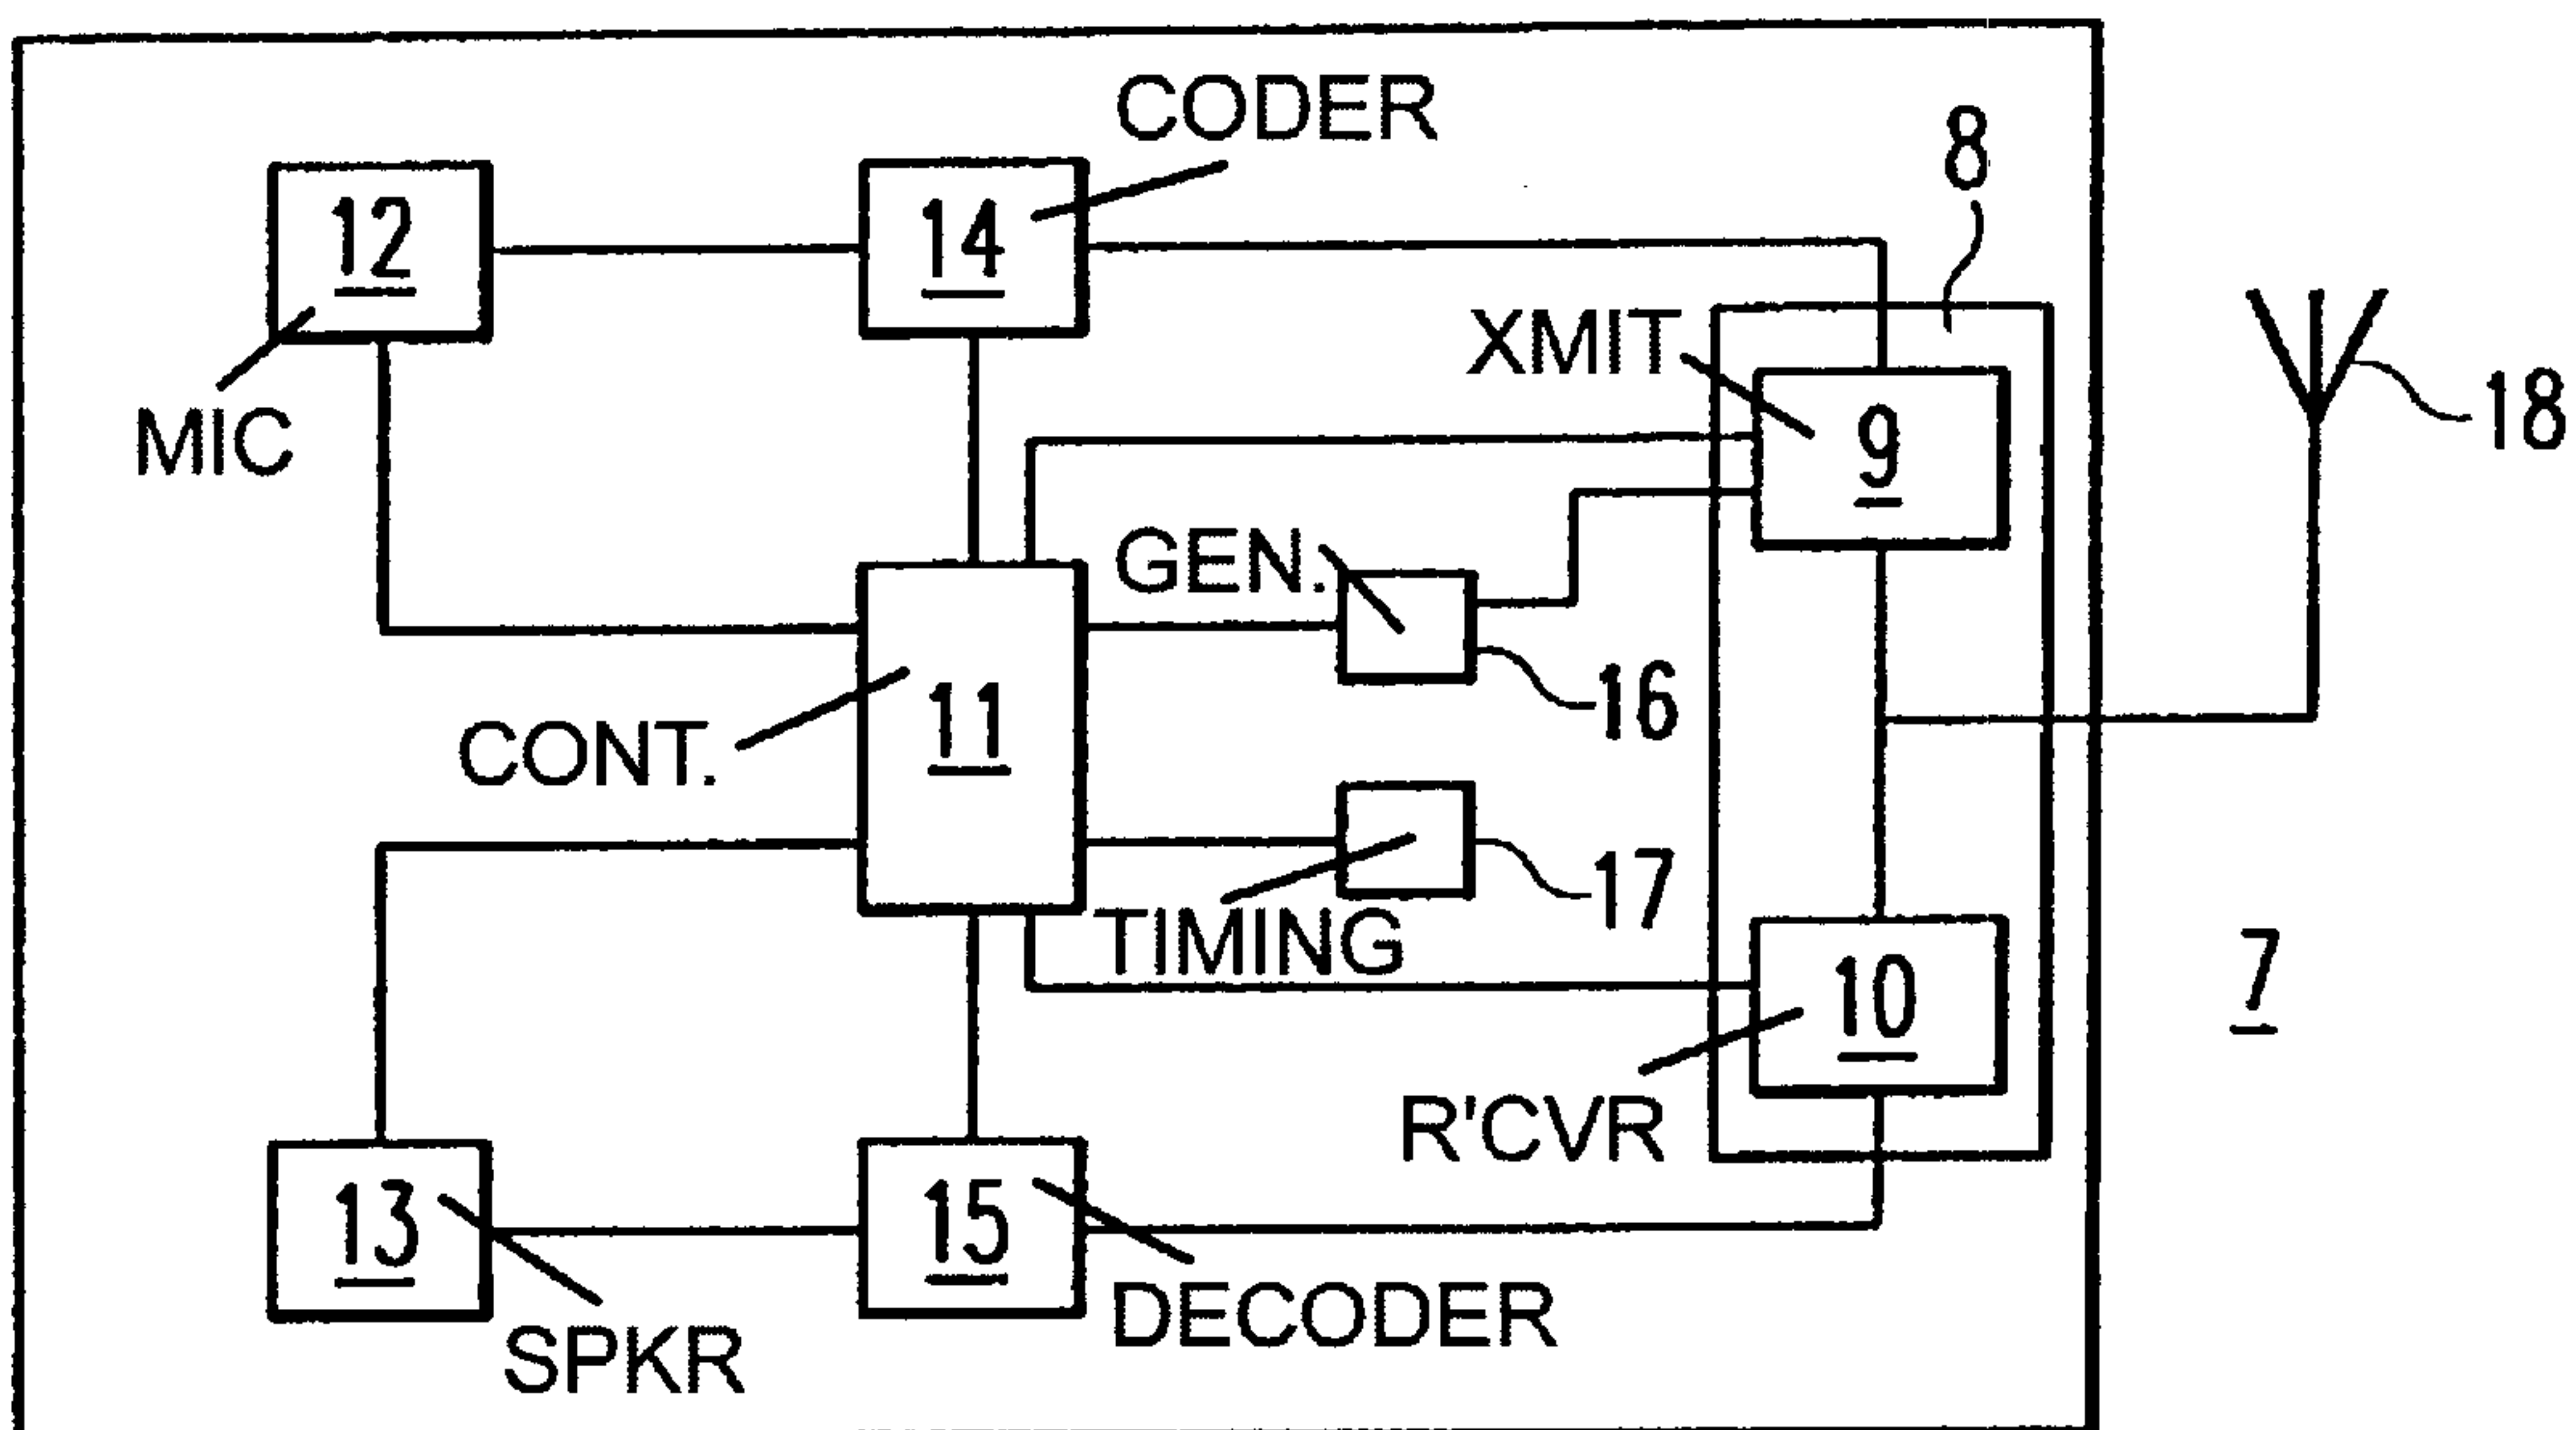 CODER
8
12
14
XMIT
MIC
9
18
GEN.
16
CONT.
11
17
TIMING
7
10
R'CVR
13
15
DECODER
SPKR